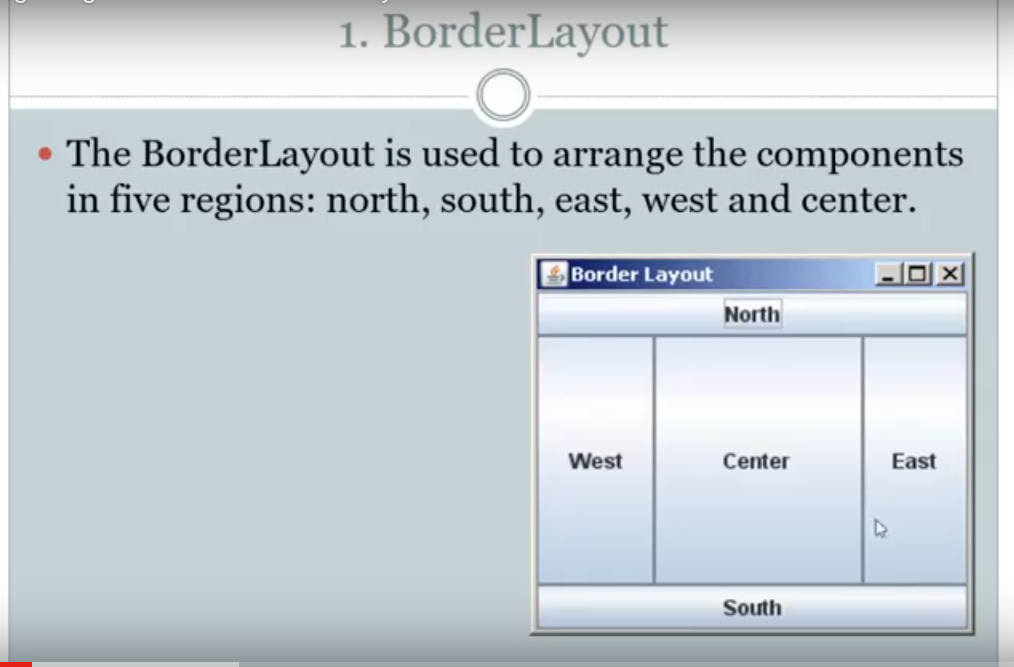 1. BorderLayout
• The BorderLayout is used to arrange the components
in five regions: north, south, east, west and center.
Border Layout
North
West Center East
South